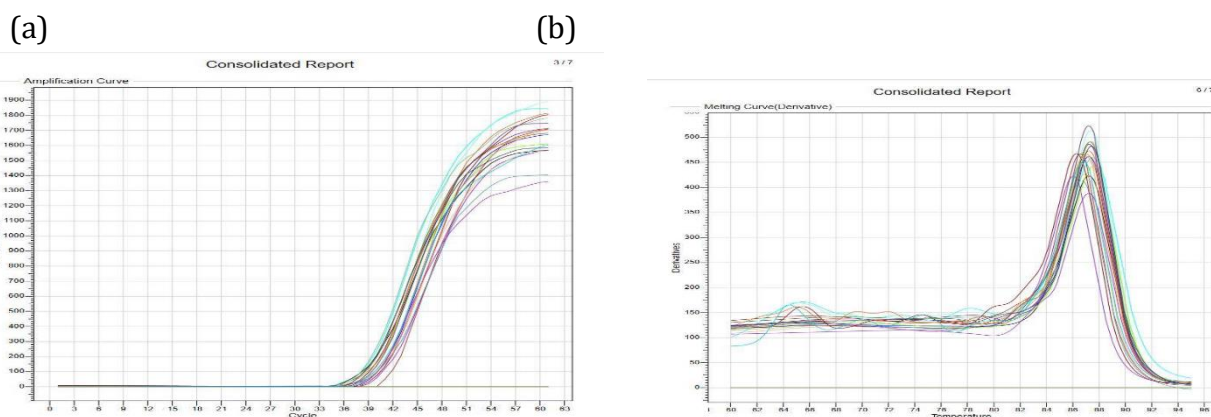 (a)
Consolidated Report
3/7
Amplification Curve
1900
1800
1700
1600
1500
1400
1300
1200
1100
1000
900
800
700
600
500
400
300
200
100
0
0 3 6 9 12 15 18 21 24 27 30 33 36 39 42 45 48 51 54 57 60 63
Cycle
(b)
Consolidated Report
Melting Curve(Derivative)
500
450
400
350
300
250
200
150
100
50
0
Derivatives
60 62 64 66 68 70 72 74 76 78 80 82 84 86 88 90 92 94 96
Temperature